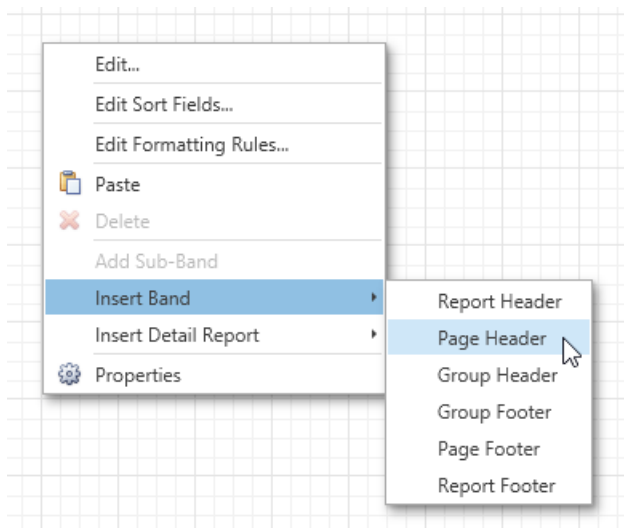 Edit...
Edit Sort Fields...
Edit Formatting Rules...
Paste
Delete
Add Sub-Band
Insert Band
Insert Detail Report
Properties
Report Header
Page Header
Group Header
Group Footer
Page Footer
Report Footer